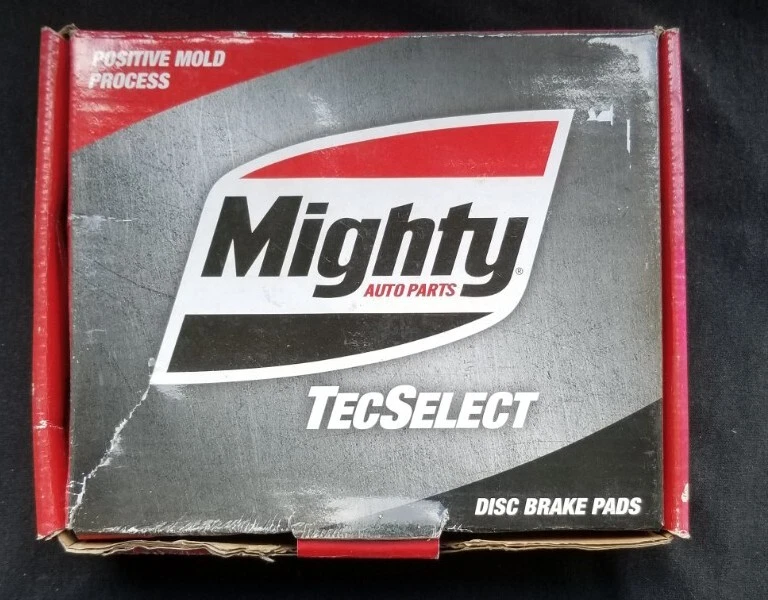 POSITIVE MOLD
PROCESS
Mighty®
AUTO PARTS
TECSELECT
DISC BRAKE PADS